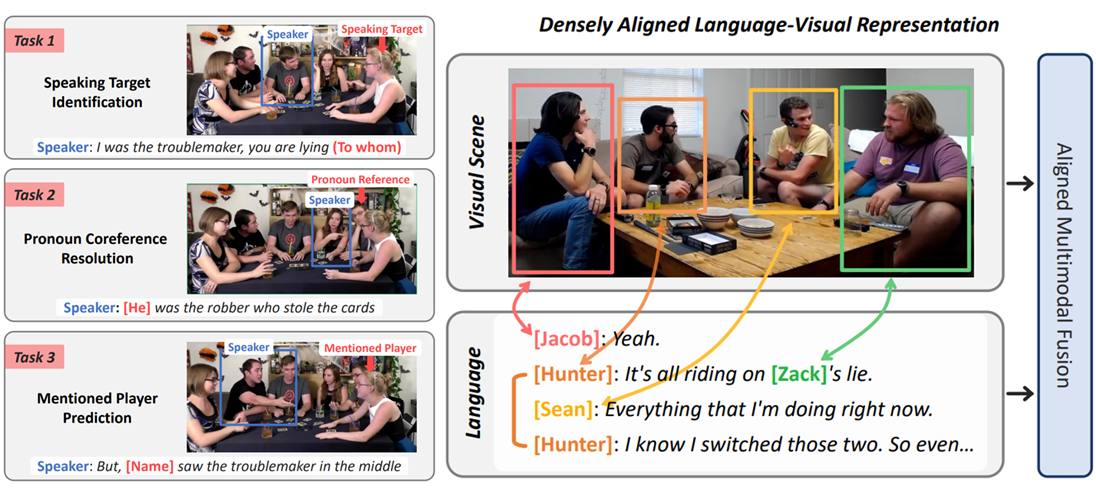 Task 1
Speaking Target
Identification
Speaker
Speaking Target
Speaker: I was the troublemaker, you are lying (To whom)
Task 2
Pronoun Coreference
Resolution
Pronoun Reference
Speaker
Speaker: [He] was the robber who stole the cards
Task 3
Mentioned Player
Prediction
Speaker
Mentioned Player
Speaker: But, [Name] saw the troublemaker in the middle
Densely Aligned Language-Visual Representation
Visual Scene
Language
[Jacob]: Yeah.
[Hunter]: It's all riding on [Zack]'s lie.
[Sean]: Everything that I'm doing right now.
[Hunter]: I know I switched those two. So even…
Aligned Multimodal Fusion